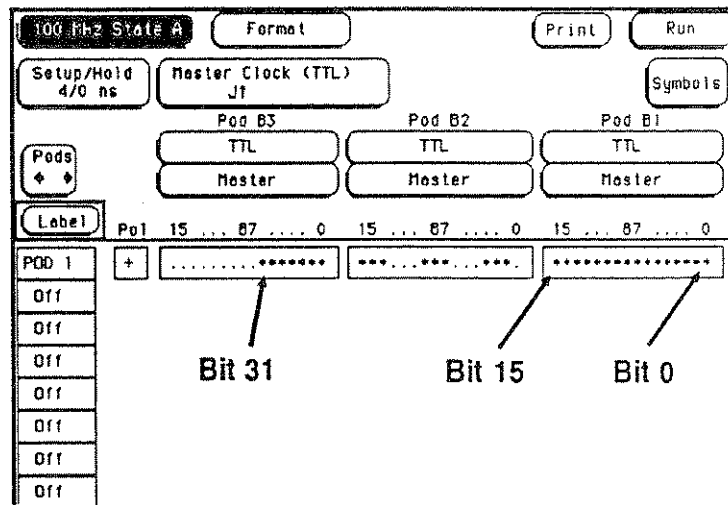 100 MHz State A Format Print Run
Setup/Hold 4/0 ns Master Clock (TTL) J↑ Symbols
Pod B3 Pod B2 Pod B1
TTL TTL TTL
Pods Master Master Master
Label Pol 15 ... 87 .... 0 15 ... 87 .... 0 15 ... 87 .... 0
POD 1 + .........******* ***...***...***. ****************
Off
Off
Off
Off
Off
Off
Off
Bit 31 Bit 15 Bit 0